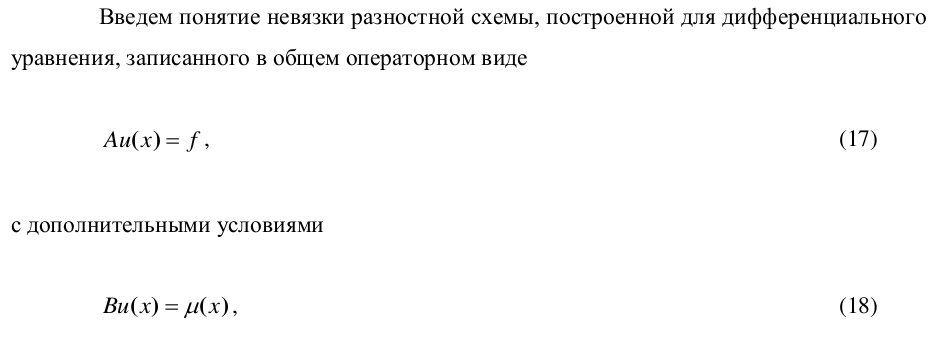 Введем понятие невязки разностной схемы, построенной для дифференциального
уравнения, записанного в общем операторном виде
Au(x) = f , (17)
с дополнительными условиями
Bu(x) = μ(x), (18)